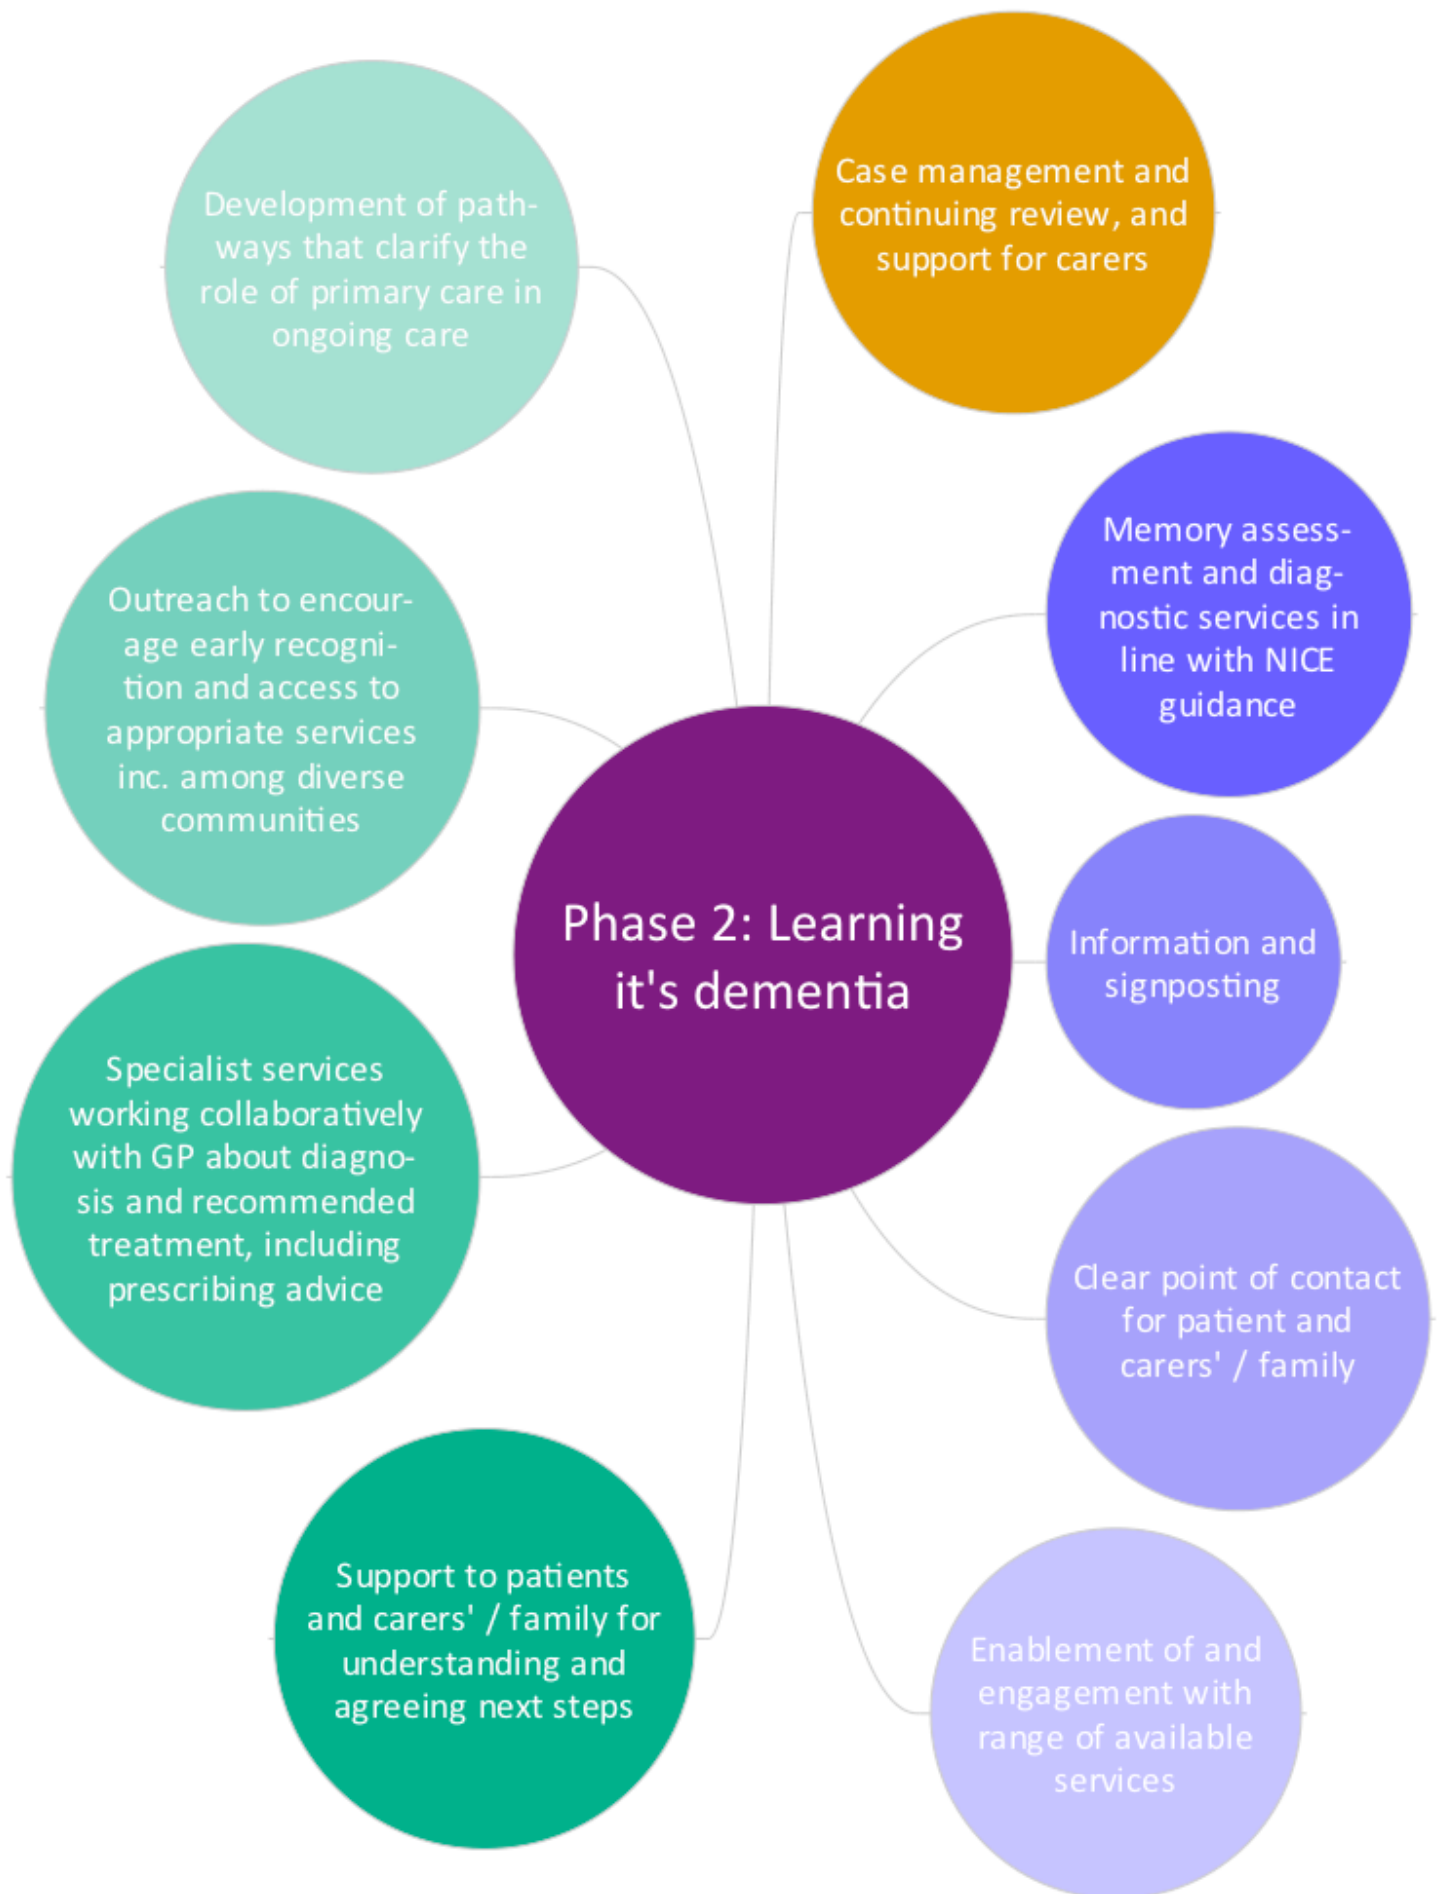 Case management and
continuing review, and
support for carers
Development of path-
ways that clarify the
role of primary care in
ongoing care
Memory assess-
ment and diag-
nostic services in
line with NICE
guidance
Outreach to encour-
age early recogni-
tion and access to
appropriate services
inc. among diverse
communities
Phase 2: Learning
it's dementia
Information and
signposting
Specialist services
working collaboratively
with GP about diagno-
sis and recommended
treatment, including
prescribing advice
Clear point of contact
for patient and
carers' / family
Support to patients
and carers' / family for
understanding and
agreeing next steps
Enablement of and
engagement with
range of available
services